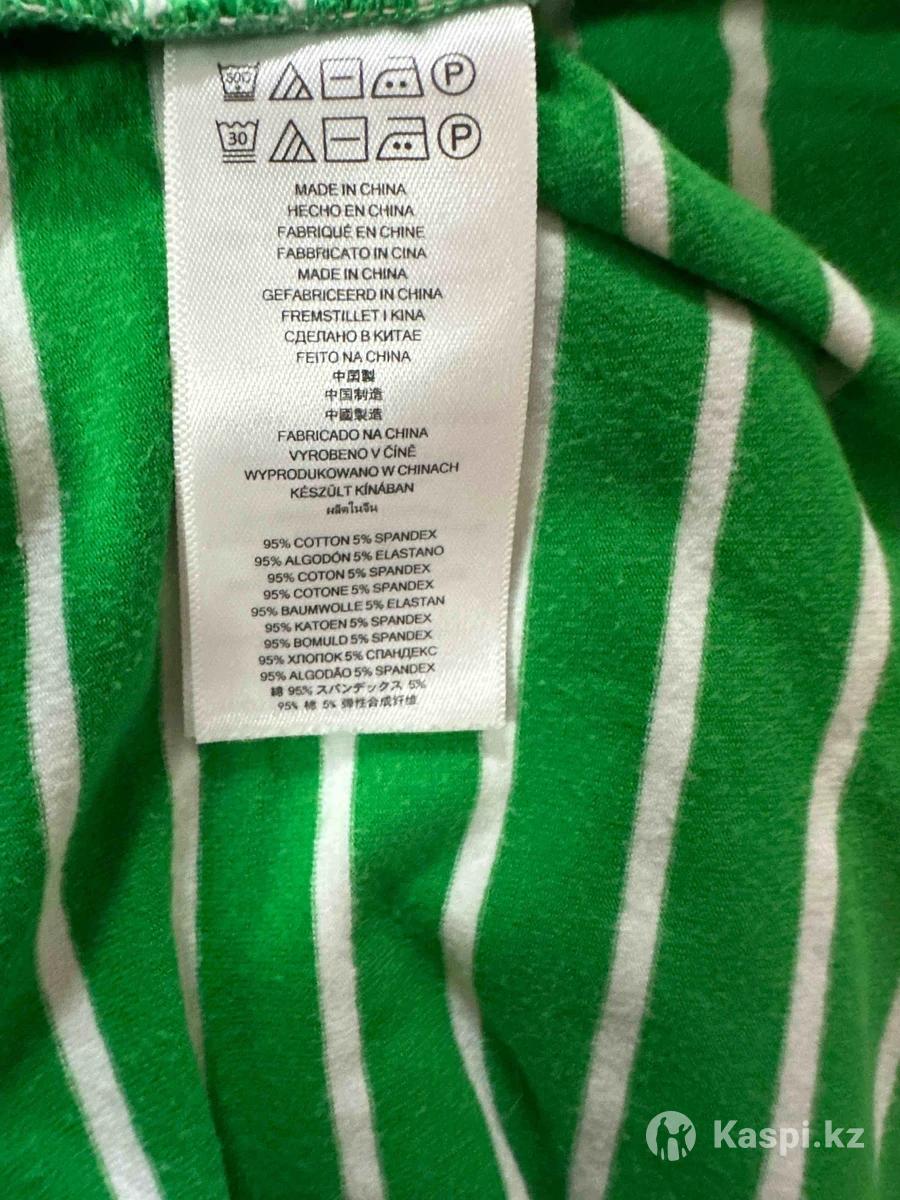 30C P
30 P
MADE IN CHINA
HECHO EN CHINA
FABRIQUÉ EN CHINE
FABBRICATO IN CINA
MADE IN CHINA
GEFABRICEERD IN CHINA
FREMSTILLET I KINA
СДЕЛАНО В КИТАЕ
FEITO NA CHINA
中国製
中国制造
中國製造
FABRICADO NA CHINA
VYROBENO V ČÍNĚ
WYPRODUKOWANO W CHINACH
KÉSZÜLT KÍNÁBAN
ผลิตในจีน
95% COTTON 5% SPANDEX
95% ALGODÓN 5% ELASTANO
95% COTON 5% SPANDEX
95% COTONE 5% SPANDEX
95% BAUMWOLLE 5% ELASTAN
95% KATOEN 5% SPANDEX
95% BOMULD 5% SPANDEX
95% ХЛОПОК 5% СПАНДЕКС
95% ALGODÃO 5% SPANDEX
綿 95% スパンデックス 5%
95% 棉 5% 弹性合成纤维
Kaspi.kz